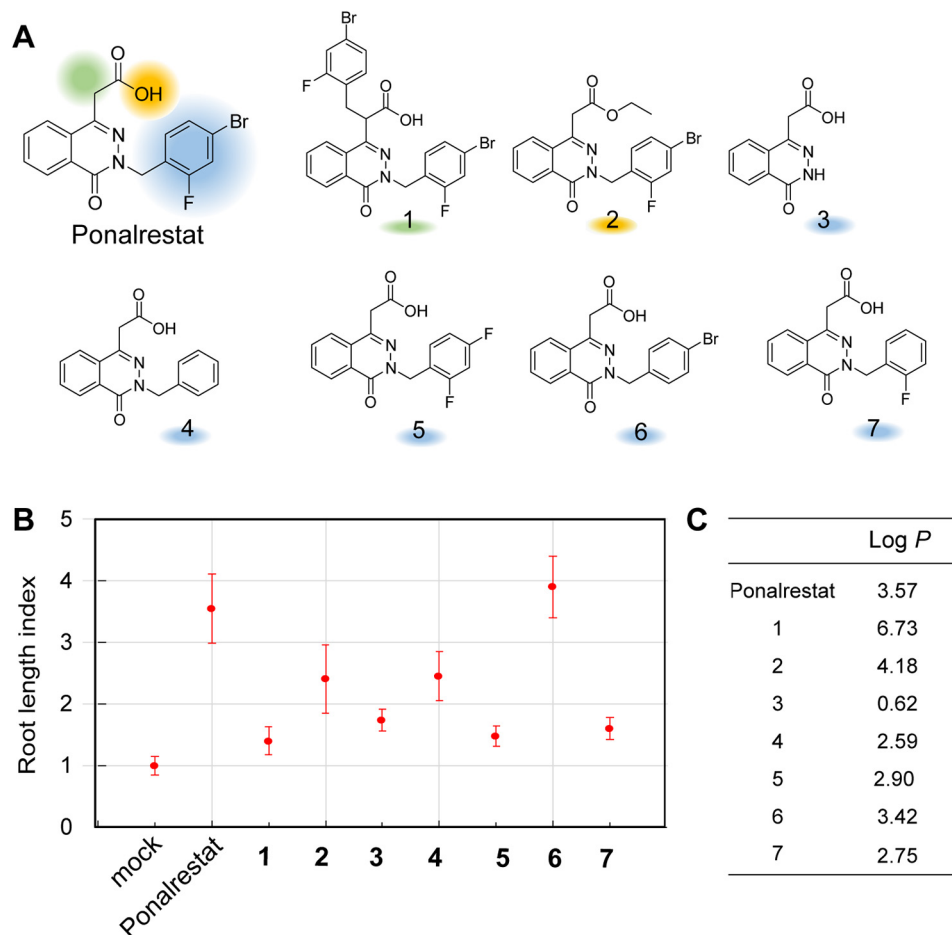 A
O
OH
N
N
O
Br
F
Ponalrestat
Br
F
O
OH
N
N
O
Br
F
1
O
O
N
N
O
Br
F
2
O
OH
N
NH
O
3
O
OH
N
N
O
4
O
OH
N
N
O
F
F
5
O
OH
N
N
O
Br
6
O
OH
N
N
O
F
7
B
Root length index
5
4
3
2
1
0
mock
Ponalrestat
1 2 3 4 5 6 7
C
Log P
Ponalrestat 3.57
1 6.73
2 4.18
3 0.62
4 2.59
5 2.90
6 3.42
7 2.75